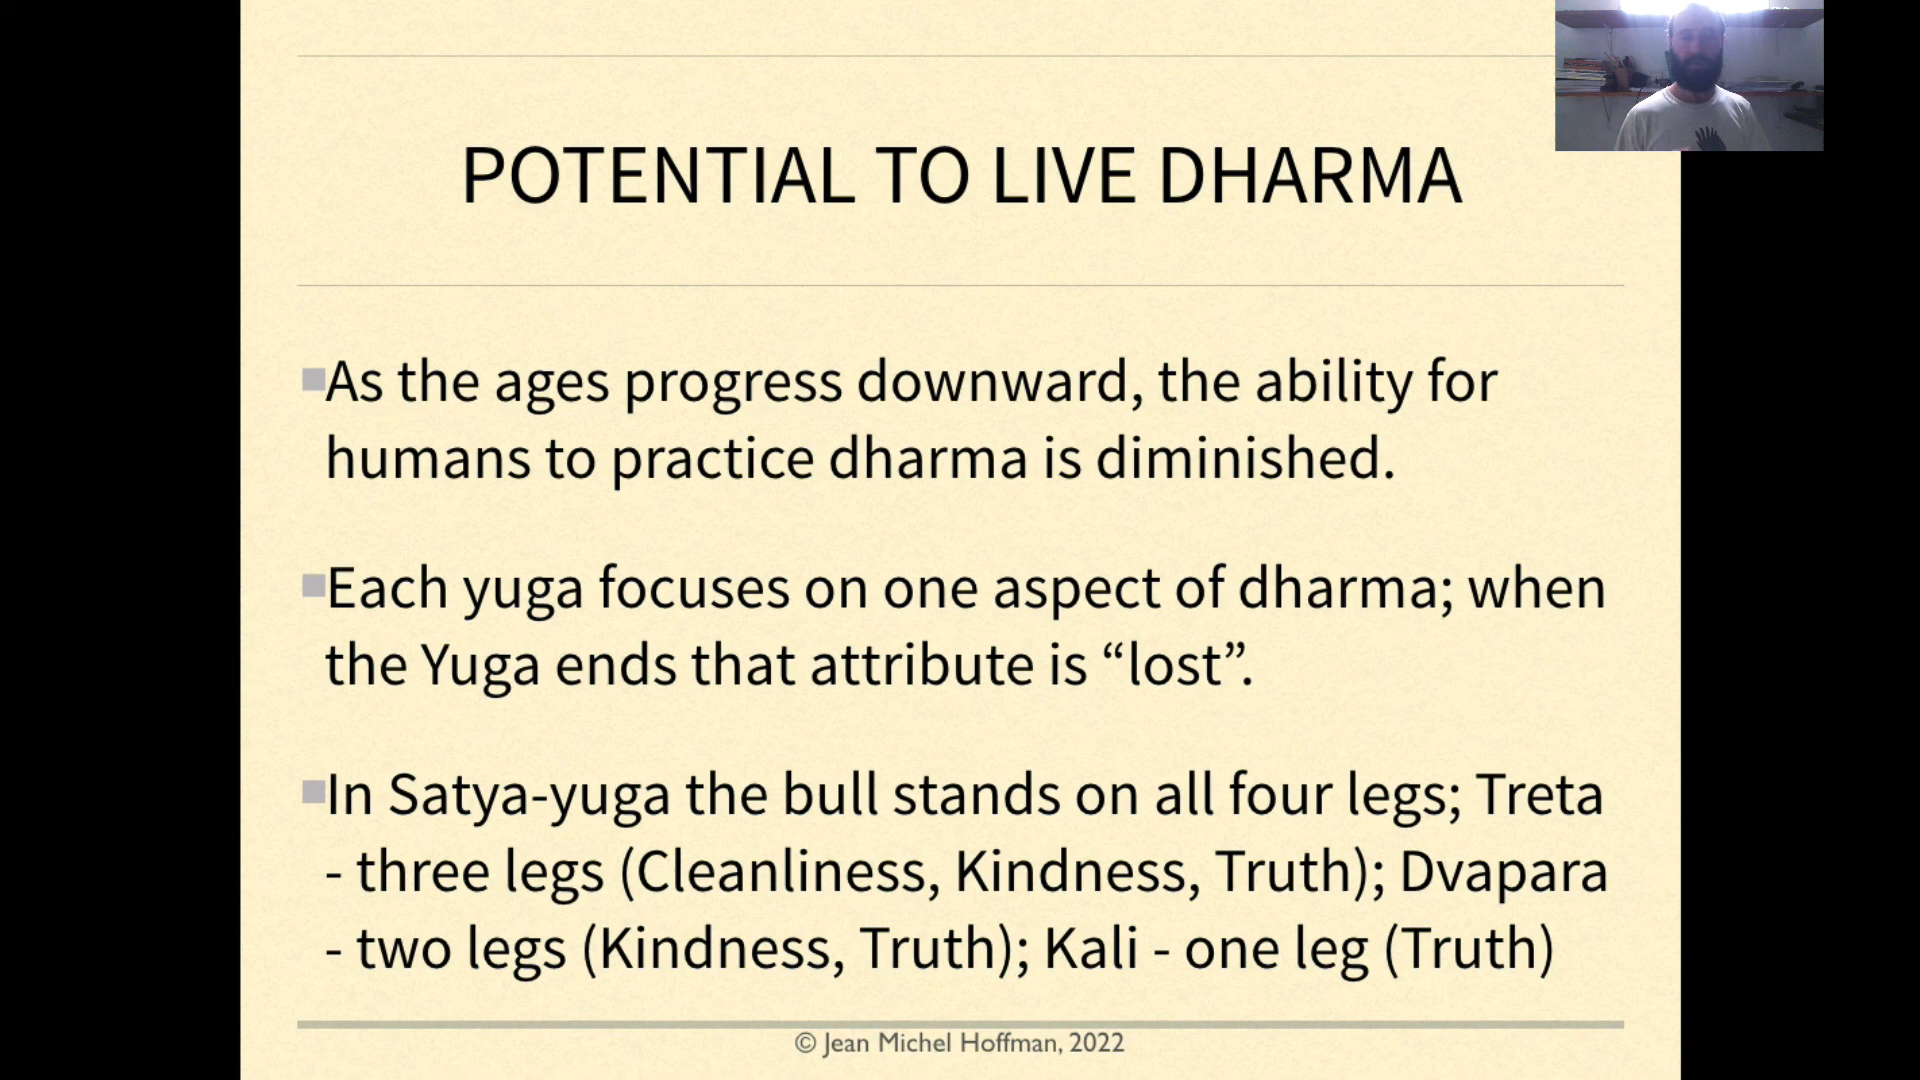 POTENTIAL TO LIVE DHARMA
As the ages progress downward, the ability for
humans to practice dharma is diminished.
Each yuga focuses on one aspect of dharma; when
the Yuga ends that attribute is “lost”.
In Satya-yuga the bull stands on all four legs; Treta
- three legs (Cleanliness, Kindness, Truth); Dvapara
- two legs (Kindness, Truth); Kali - one leg (Truth)
© Jean Michel Hoffman, 2022